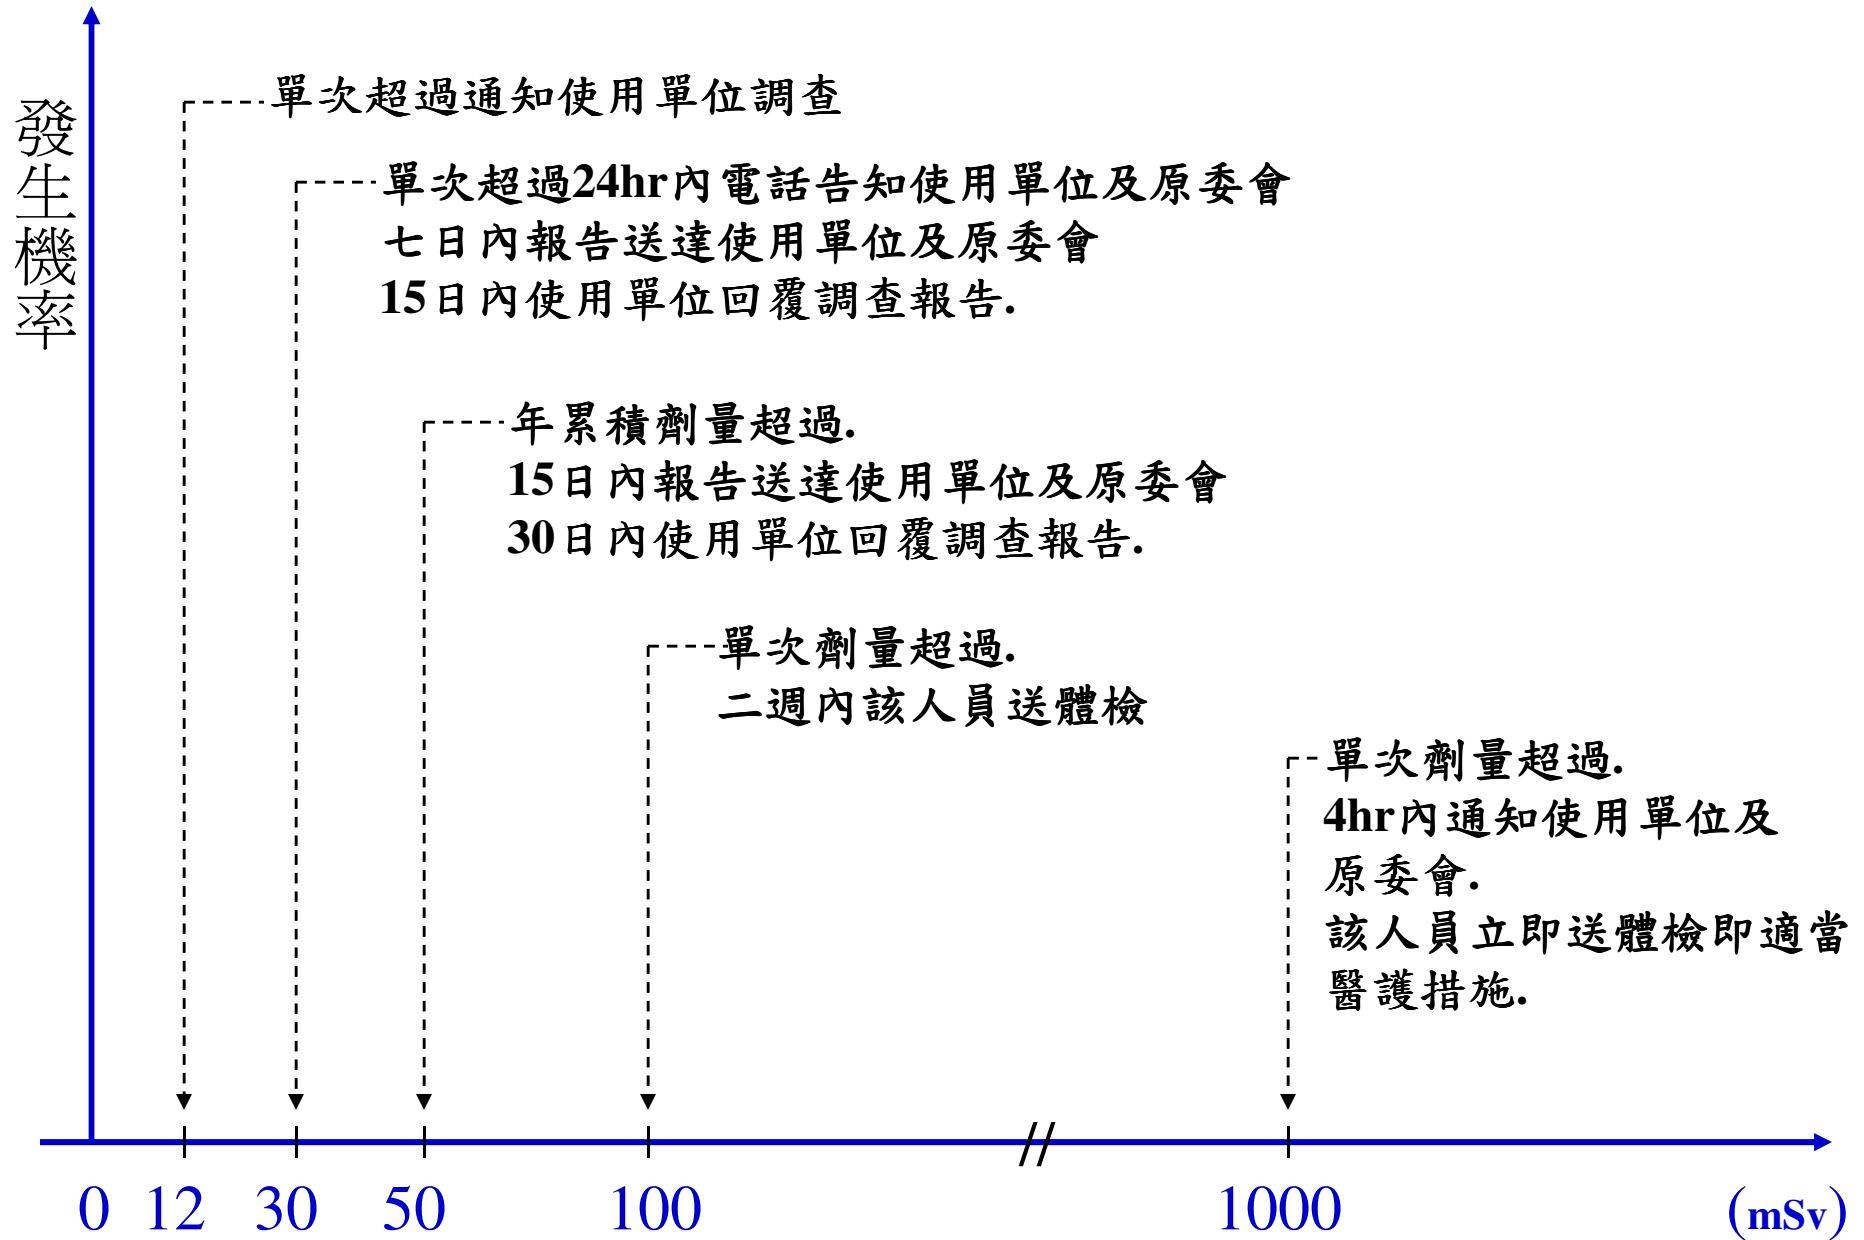 發生機率
單次超過通知使用單位調查
單次超過24hr內電話告知使用單位及原委會
七日內報告送達使用單位及原委會
15日內使用單位回覆調查報告.
年累積劑量超過.
15日內報告送達使用單位及原委會
30日內使用單位回覆調查報告.
單次劑量超過.
二週內該人員送體檢
單次劑量超過.
4hr內通知使用單位及
原委會.
該人員立即送體檢即適當
醫護措施.
0 12 30 50 100 // 1000 (mSv)